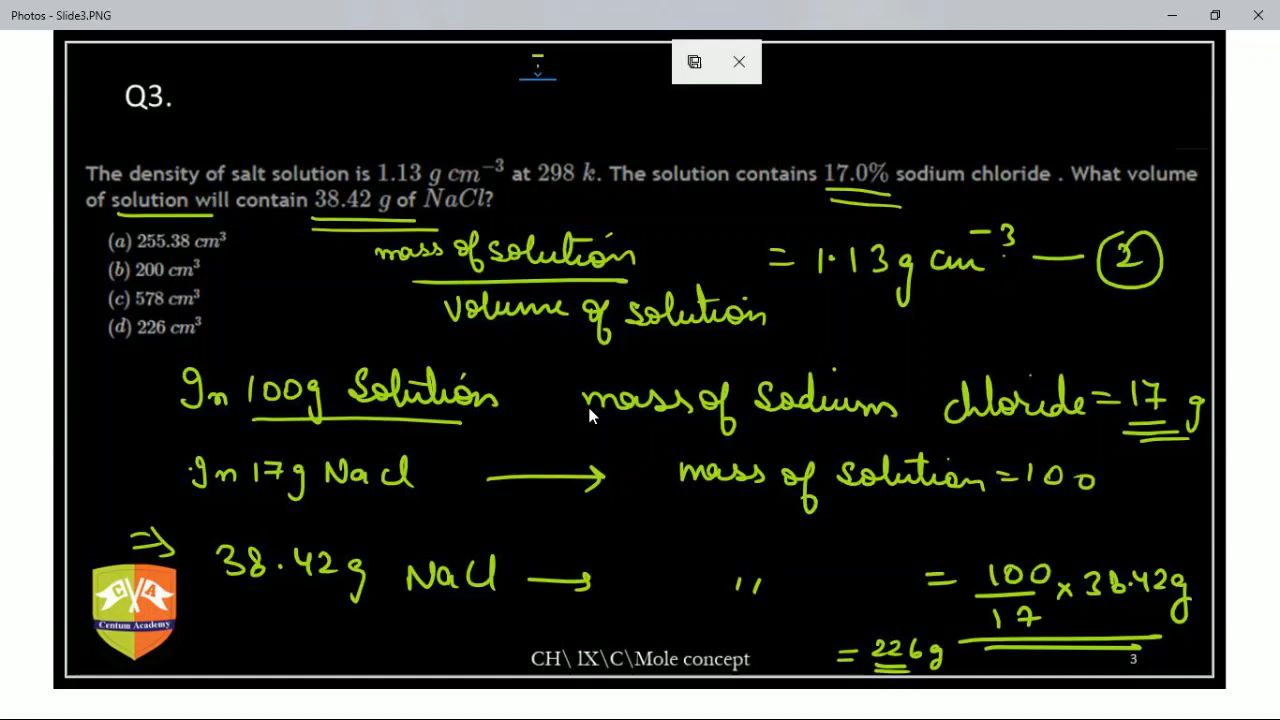 Photos - Slide3.PNG
Q3.
The density of salt solution is 1.13 g cm⁻³ at 298 k. The solution contains 17.0% sodium chloride . What volume
of solution will contain 38.42 g of NaCl?
(a) 255.38 cm³
(b) 200 cm³
(c) 578 cm³
(d) 226 cm³
mass of solution
= 1.13g cm⁻³ — 2
volume of solution
In 100g Solution mass of Sodium chloride = 17 g
In 17g NaCl → mass of solution = 100
⇒ 38.42g NaCl → " = 100/17 × 38.42g
= 226g
C A
Centum Academy
CH\ lX\C\Mole concept
3